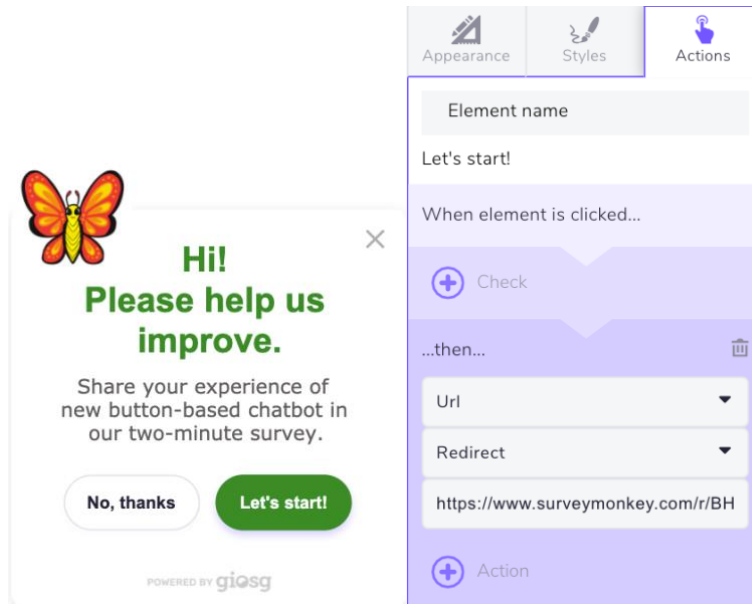 Appearance
Styles
Actions
Element name
Let's start!
When element is clicked...
Check
...then...
Url
Redirect
https://www.surveymonkey.com/r/BH
Action
Hi!
Please help us
improve.
Share your experience of
new button-based chatbot in
our two-minute survey.
No, thanks
Let's start!
POWERED BY giosg